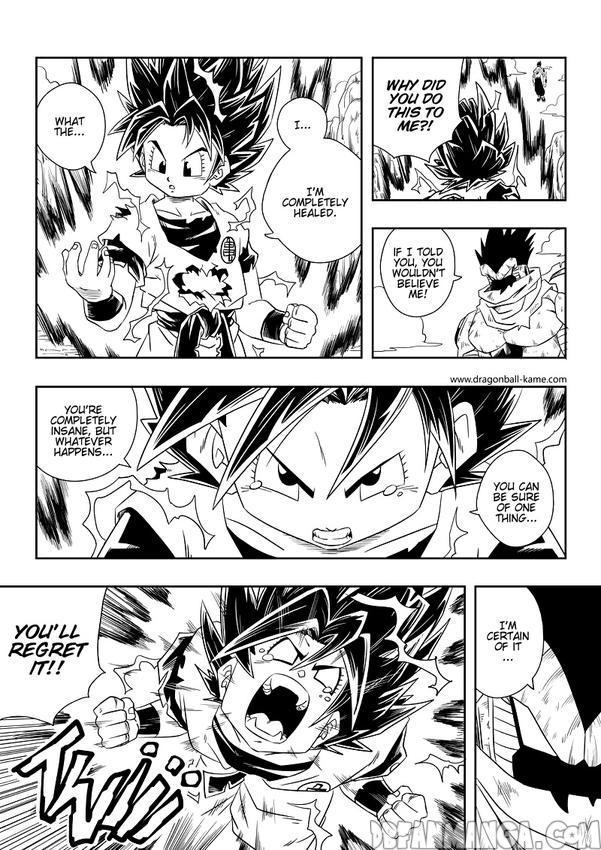 WHAT
THE...
I...
I'M
COMPLETELY
HEALED.
WHY DID
YOU DO
THIS TO
ME?!
IF I TOLD
YOU, YOU
WOULDN'T
BELIEVE
ME!
www.dragonball-kame.com
YOU'RE
COMPLETELY
INSANE, BUT
WHATEVER
HAPPENS...
YOU CAN
BE SURE
OF ONE
THING...
YOU'LL
REGRET
IT!!
I'M
CERTAIN
OF IT
...
DBFANMANGA.COM